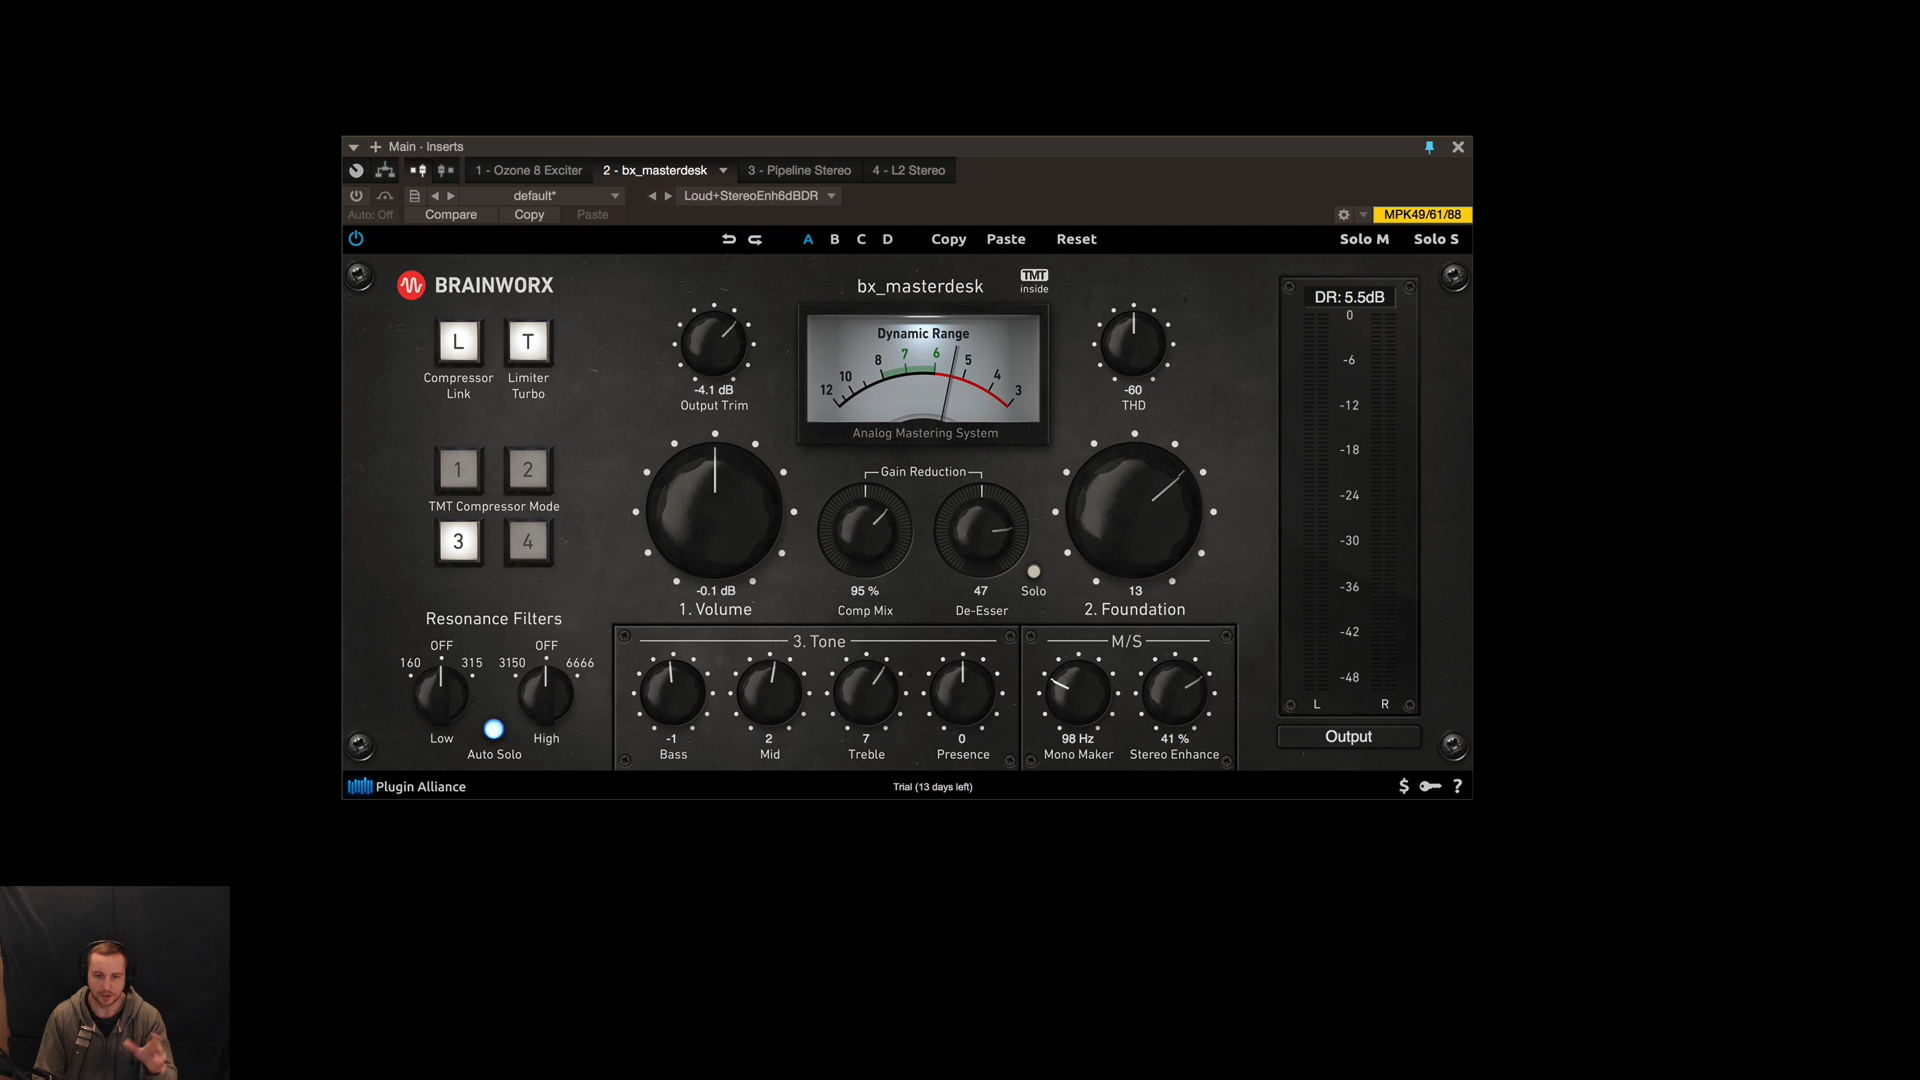 Main · Inserts
1 - Ozone 8 Exciter 2 - bx_masterdesk 3 - Pipeline Stereo 4 - L2 Stereo
default* Loud+StereoEnh6dBDR
Auto: Off Compare Copy Paste MPK49/61/88
A B C D Copy Paste Reset Solo M Solo S
BRAINWORX
bx_masterdesk
TMT
inside
L T
Compressor Link
Limiter Turbo
1 2
TMT Compressor Mode
3 4
Resonance Filters
OFF OFF
160 315 3150 6666
Low High
Auto Solo
-4.1 dB
Output Trim
Dynamic Range
12 10 8 7 6 5 4 3
Analog Mastering System
-60
THD
Gain Reduction
-0.1 dB
1. Volume
95 %
Comp Mix
47
De-Esser
Solo
13
2. Foundation
3. Tone
-1 2 7 0
Bass Mid Treble Presence
M/S
98 Hz 41 %
Mono Maker Stereo Enhance
DR: 5.5dB
0
-6
-12
-18
-24
-30
-36
-42
-48
L R
Output
Plugin Alliance
Trial (13 days left)
$ ?